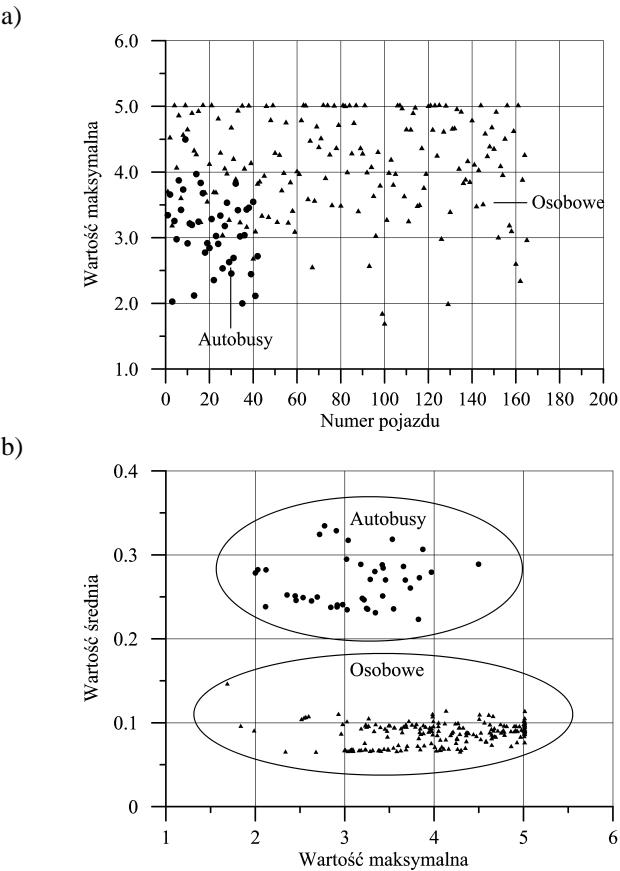 a)
6.0
5.0
4.0
3.0
2.0
1.0
Wartość maksymalna
Osobowe
Autobusy
0 20 40 60 80 100 120 140 160 180 200
Numer pojazdu
b)
0.4
0.3
0.2
0.1
0
Wartość średnia
Autobusy
Osobowe
1 2 3 4 5 6
Wartość maksymalna